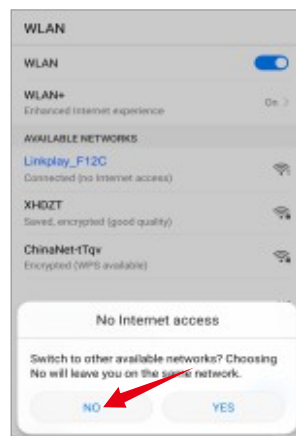 WLAN
WLAN
WLAN+
Enhanced Internet experience
On
AVAILABLE NETWORKS
Linkplay_F12C
Connected (no Internet access)
XHDZT
Saved, encrypted (good quality)
ChinaNet-tTqv
Encrypted (WPS available)
No Internet access
Switch to other available networks? Choosing
No will leave you on the same network.
NO
YES